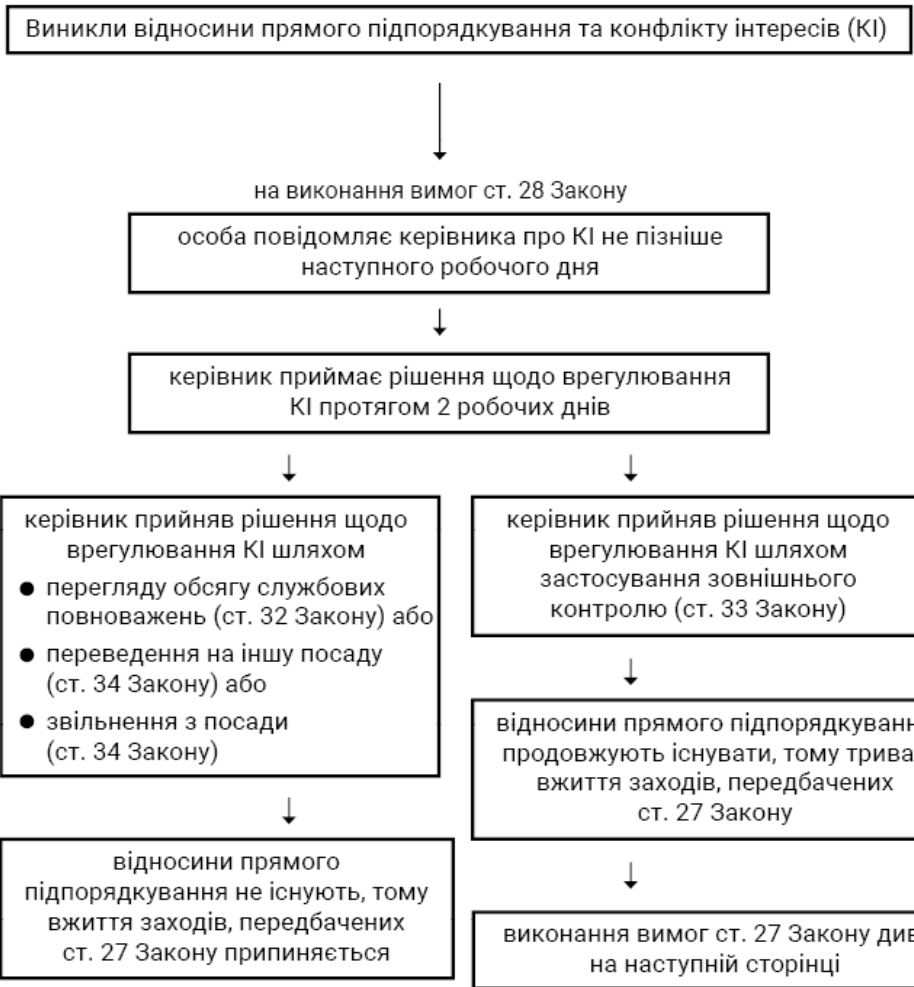 Виникли відносини прямого підпорядкування та конфлікту інтересів (КІ)
на виконання вимог ст. 28 Закону
особа повідомляє керівника про КІ не пізніше
наступного робочого дня
керівник приймає рішення щодо врегулювання
КІ протягом 2 робочих днів
керівник прийняв рішення щодо
врегулювання КІ шляхом
● перегляду обсягу службових
повноважень (ст. 32 Закону) або
● переведення на іншу посаду
(ст. 34 Закону) або
● звільнення з посади
(ст. 34 Закону)
відносини прямого
підпорядкування не існують, тому
вжиття заходів, передбачених
ст. 27 Закону припиняється
керівник прийняв рішення щодо
врегулювання КІ шляхом
застосування зовнішнього
контролю (ст. 33 Закону)
відносини прямого
продовжують існувати, тому
вжиття заходів, передбачених
ст. 27 Закону
виконання вимог ст. 27 Закону
на наступній сторінці